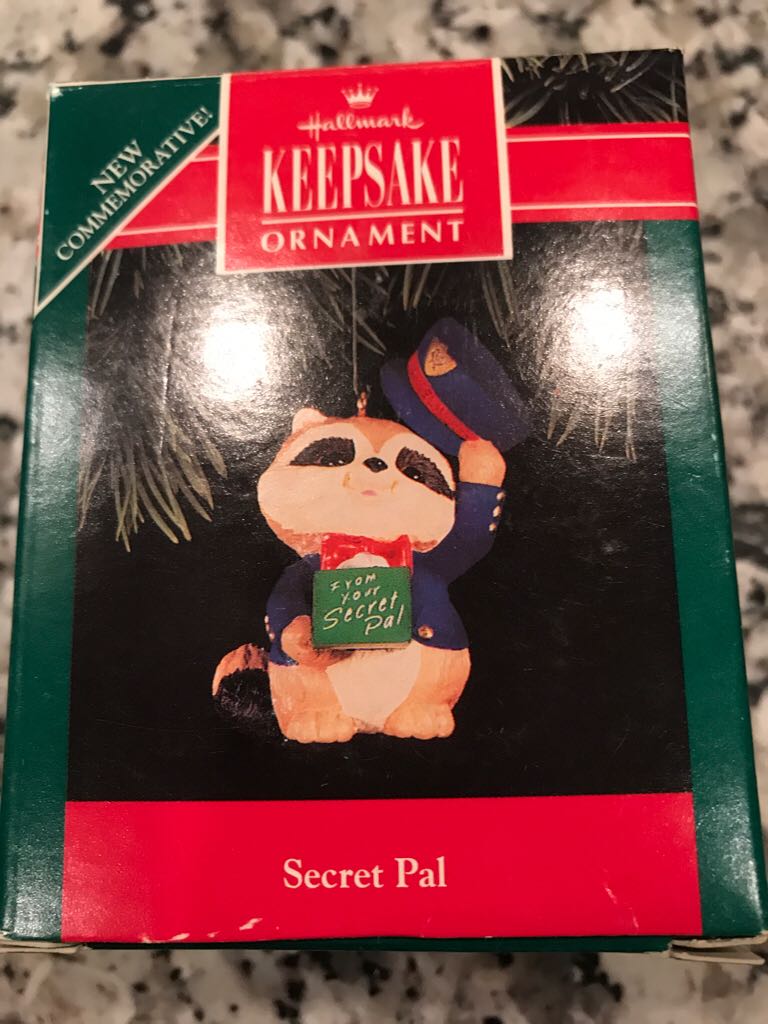 NEW
COMMEMORATIVE!
Hallmark
KEEPSAKE
ORNAMENT
From
Your
Secret
Pal
Secret Pal